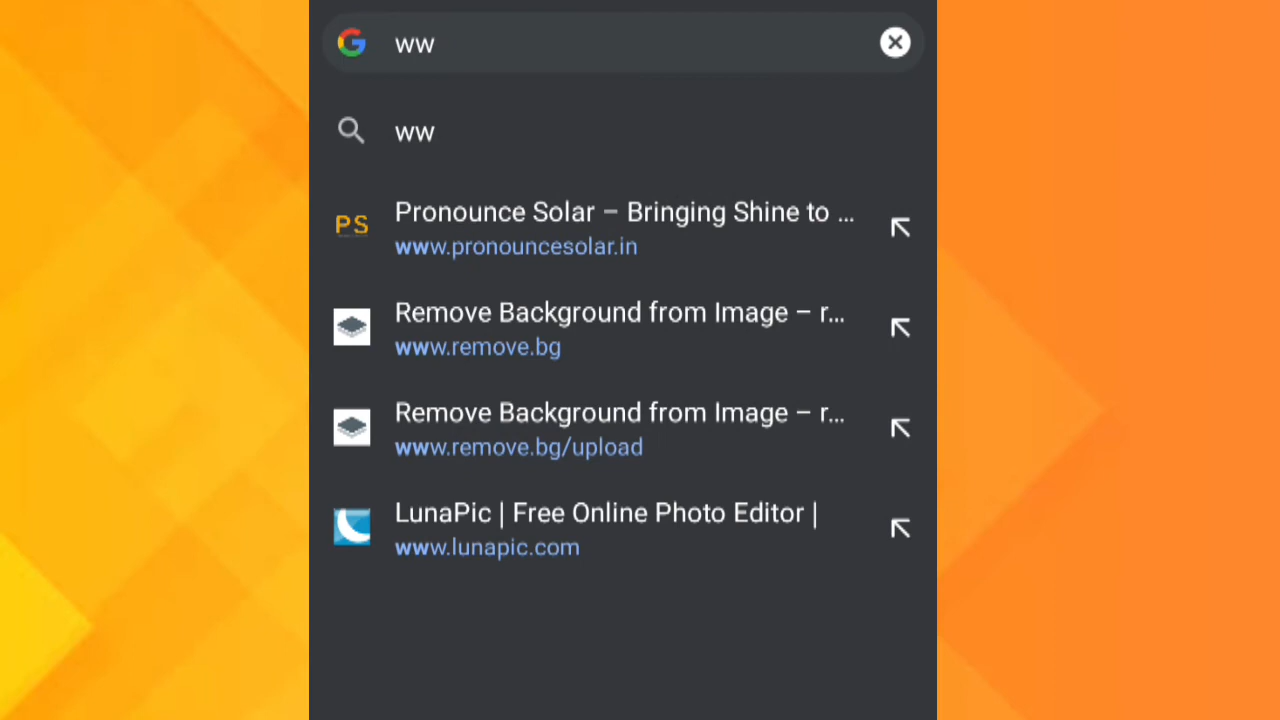 ww
ww
PS
Pronounce Solar – Bringing Shine to ...
www.pronouncesolar.in
Remove Background from Image – r...
www.remove.bg
Remove Background from Image – r...
www.remove.bg/upload
LunaPic | Free Online Photo Editor |
www.lunapic.com